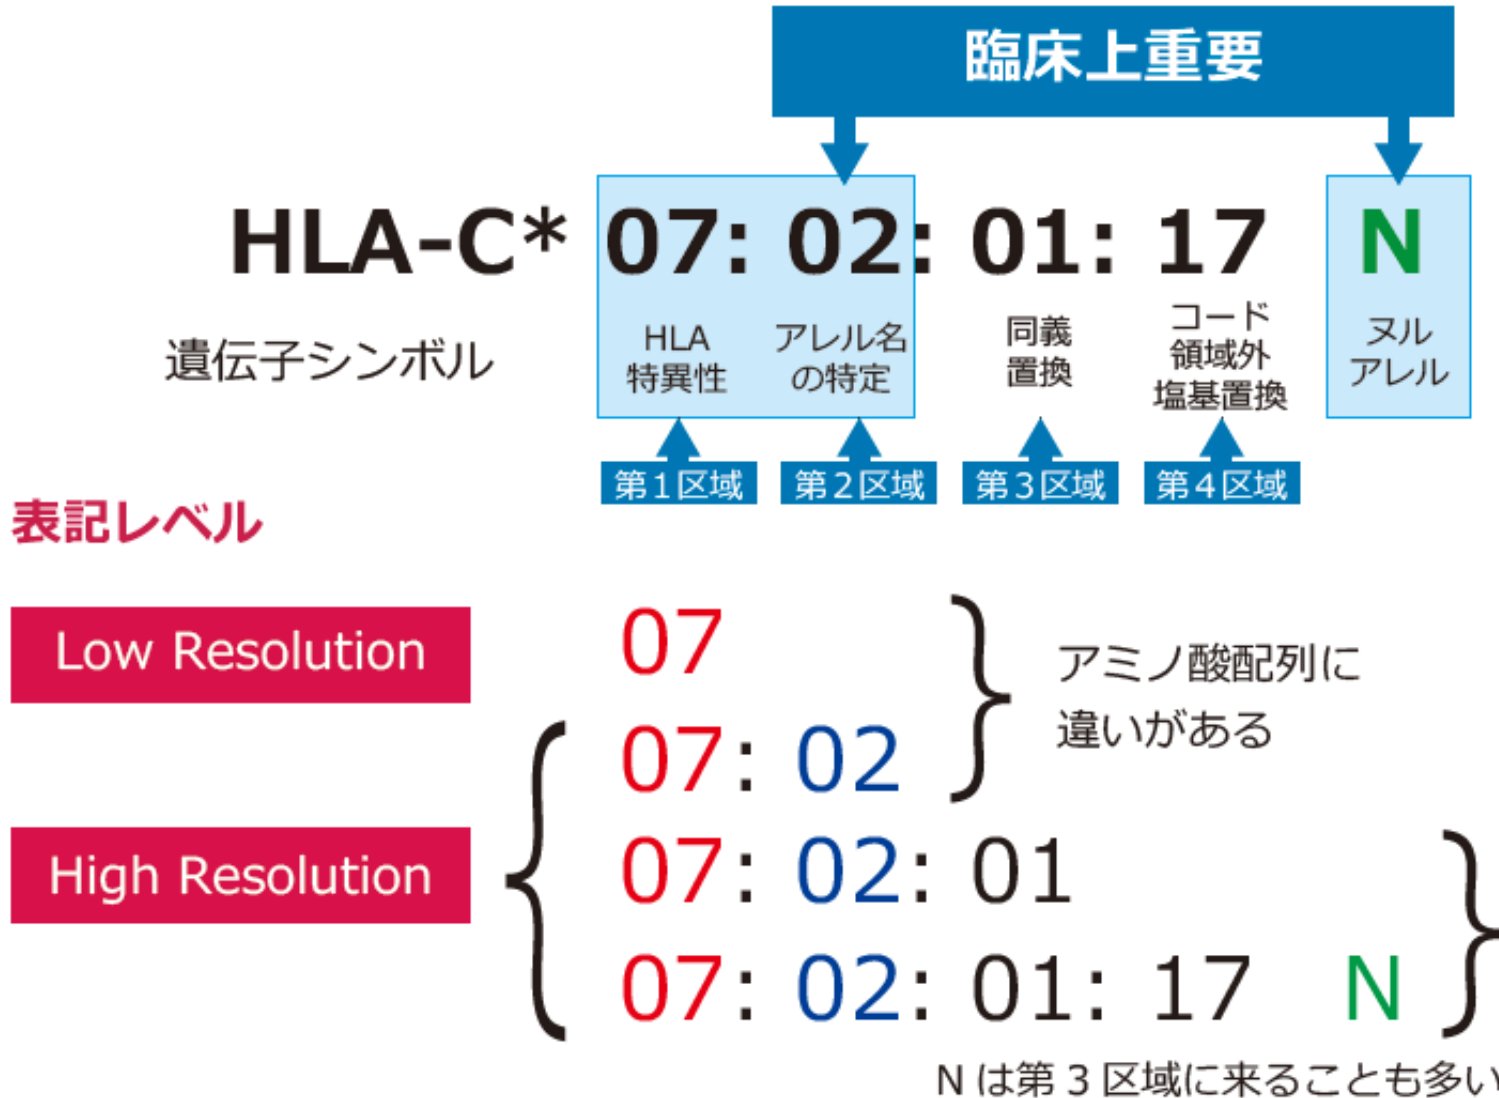 臨床上重要
HLA-C* 07: 02: 01: 17 N
遺伝子シンボル
HLA
特異性
アレル名
の特定
同義
置換
コード
領域外
塩基置換
ヌル
アレル
第1区域 第2区域 第3区域 第4区域
表記レベル
Low Resolution
07
07: 02
アミノ酸配列に
違いがある
High Resolution
07: 02: 01
07: 02: 01: 17 N
N は第 3 区域に来ることも多い